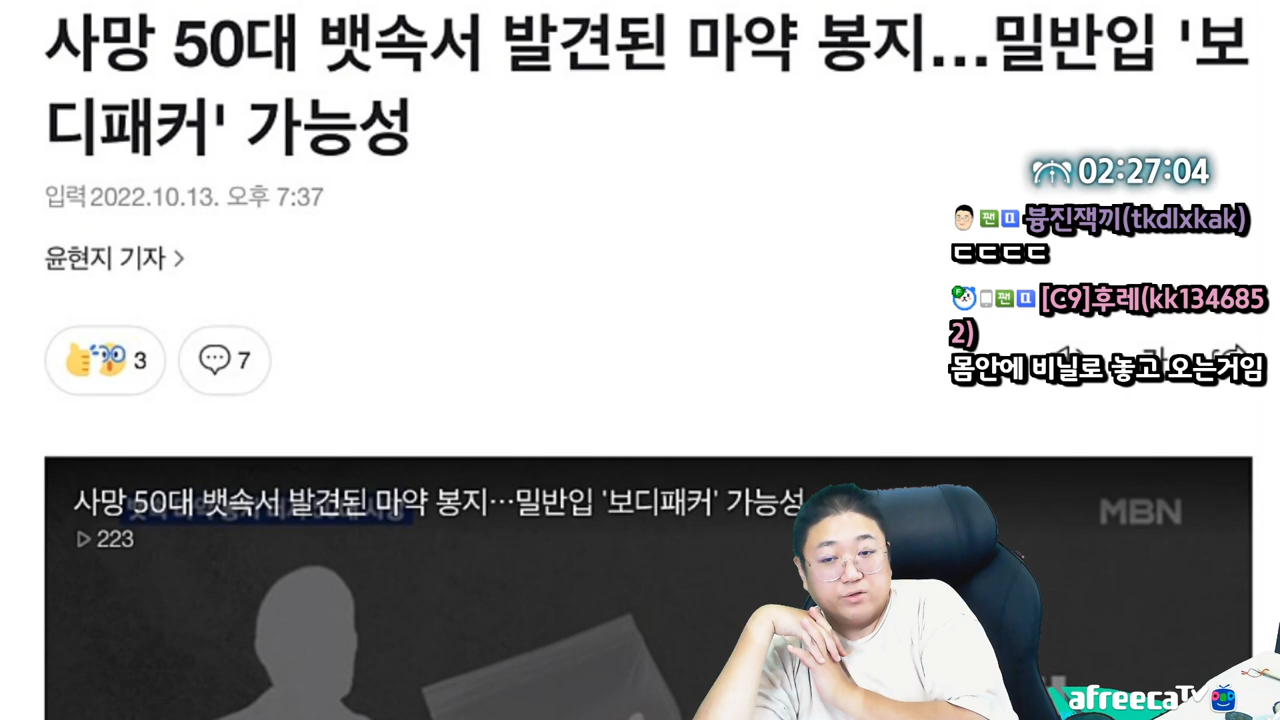 사망 50대 뱃속서 발견된 마약 봉지…밀반입 '보
디패커' 가능성
입력 2022.10.13. 오후 7:37
윤현지 기자 >
3
7
02:27:04
짼 븅진잭끼(tkdlxkak)
ㄷㄷㄷㄷ
짼 [C9]후레(kk134685
2)
몸안에 비닐로 놓고 오는거임
사망 50대 뱃속서 발견된 마약 봉지…밀반입 '보디패커' 가능성
223
MBN
afreecaTV